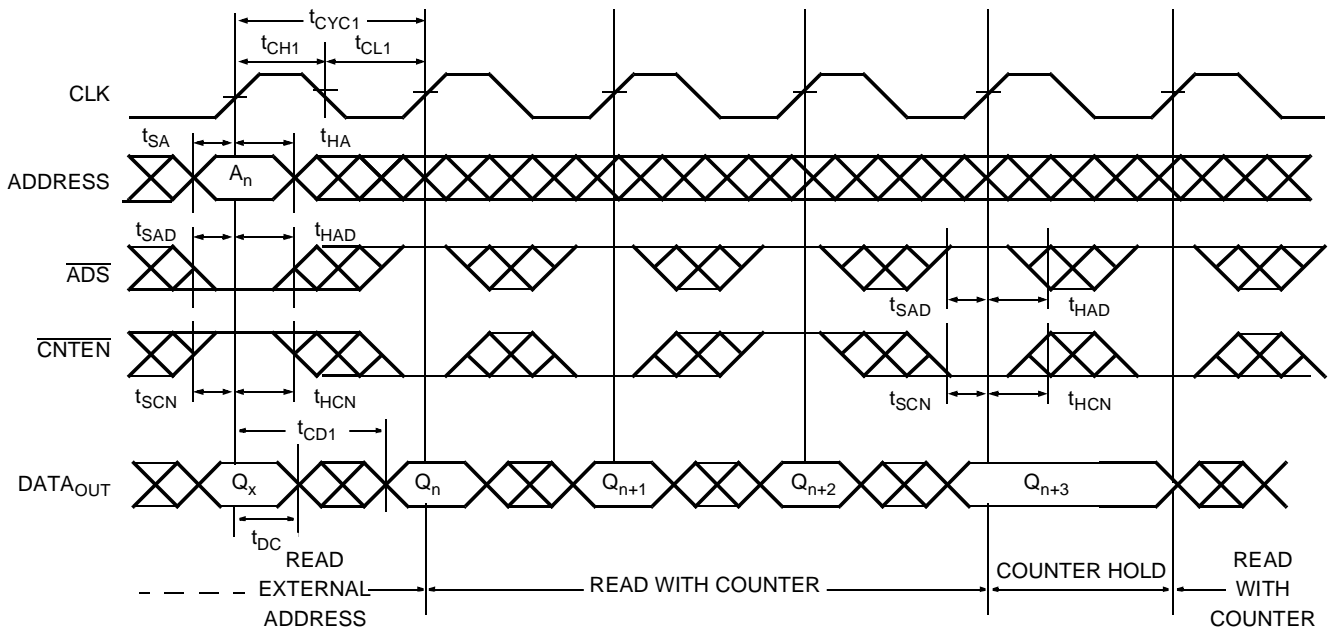 tCYC1
tCH1 tCL1
CLK
tSA tHA
ADDRESS An
tSAD tHAD
ADS
tSAD tHAD
CNTEN
tSCN tHCN tSCN tHCN
tCD1
DATAOUT Qx Qn Qn+1 Qn+2 Qn+3
tDC
READ EXTERNAL ADDRESS
READ WITH COUNTER
COUNTER HOLD
READ WITH COUNTER